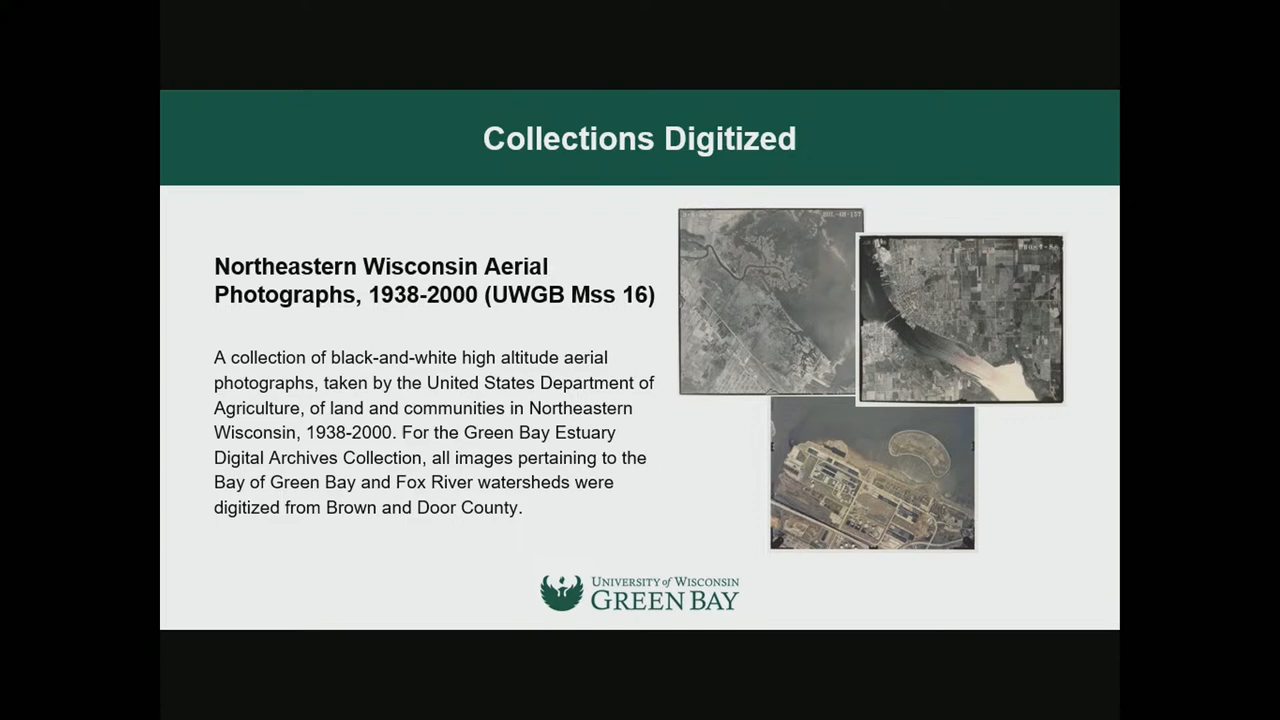 Collections Digitized
Northeastern Wisconsin Aerial
Photographs, 1938-2000 (UWGB Mss 16)
A collection of black-and-white high altitude aerial
photographs, taken by the United States Department of
Agriculture, of land and communities in Northeastern
Wisconsin, 1938-2000. For the Green Bay Estuary
Digital Archives Collection, all images pertaining to the
Bay of Green Bay and Fox River watersheds were
digitized from Brown and Door County.
UNIVERSITY of WISCONSIN
GREEN BAY